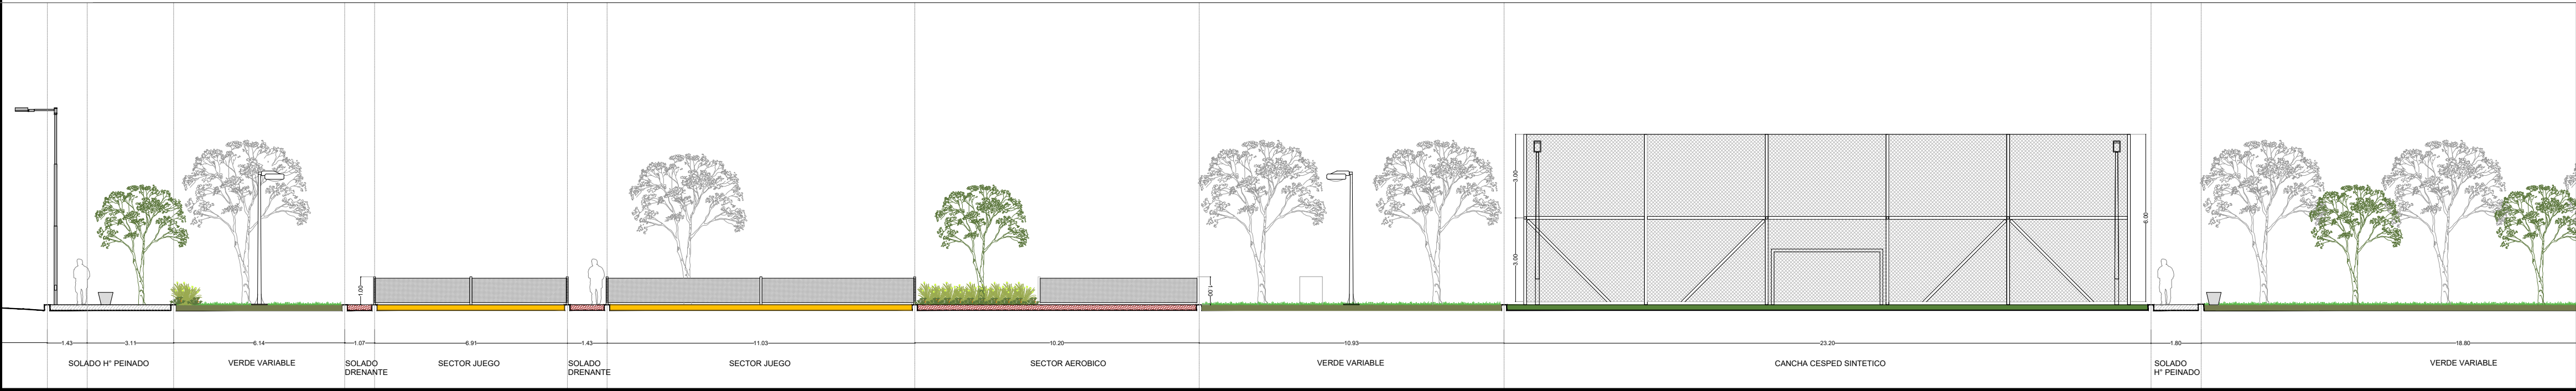 3.00
3.00
6.00
1.00
1.00
1.43
3.11
6.14
1.07
6.91
1.43
11.03
10.20
10.93
23.20
1.80
18.80
SOLADO H° PEINADO
VERDE VARIABLE
SOLADO
DRENANTE
SECTOR JUEGO
SOLADO
DRENANTE
SECTOR JUEGO
SECTOR AEROBICO
VERDE VARIABLE
CANCHA CESPED SINTETICO
SOLADO
H° PEINADO
VERDE VARIABLE